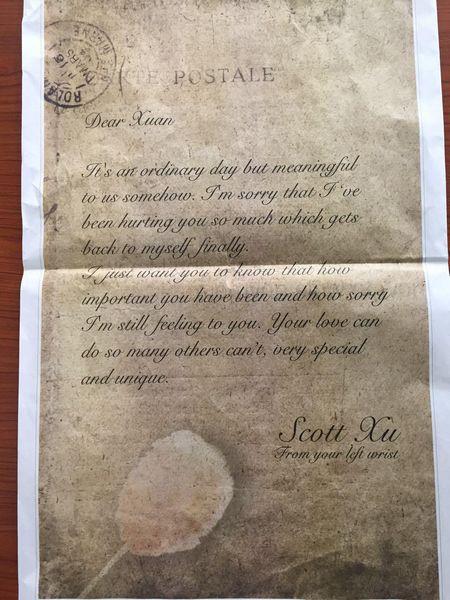 MARS
POSTALE
Dear Xuan
It's an ordinary day but meaningful
to us somehow. I'm sorry that I 've
been hurting you so much which gets
back to myself finally.
I just want you to know that how
important you have been and how sorry
I'm still feeling to you. Your love can
do so many others can't, very special
and unique.
Scott Xu
From your left wrist